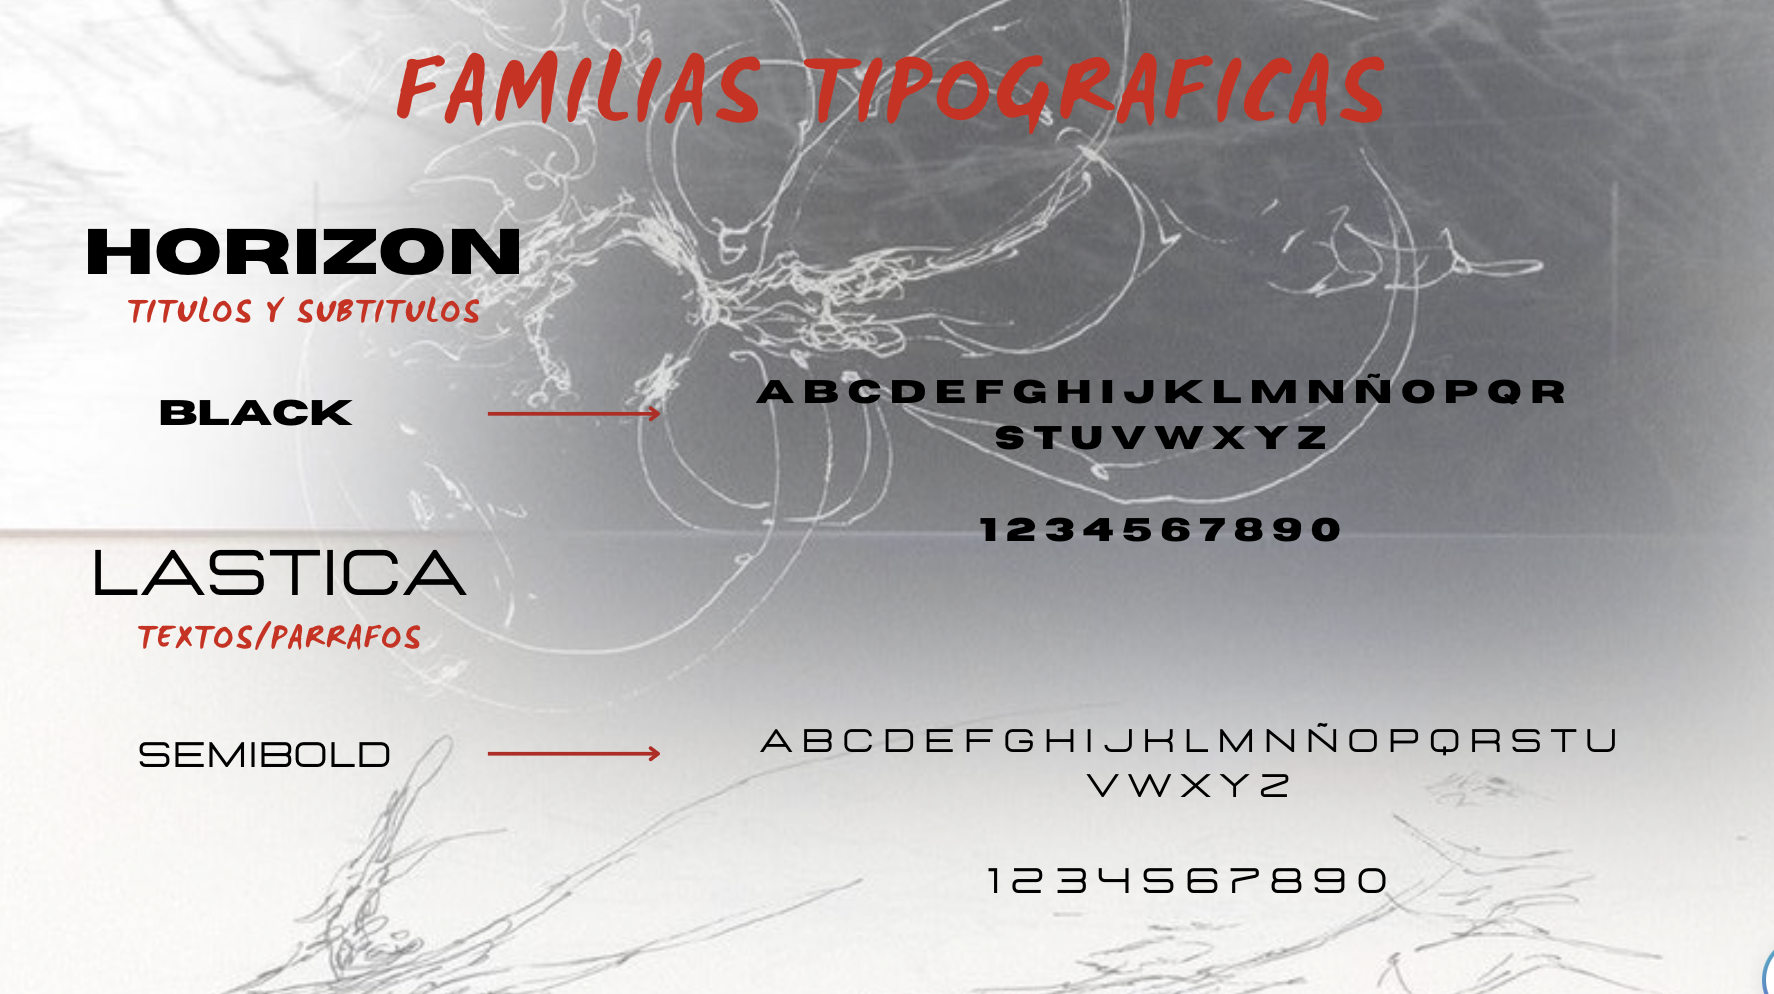 FAMILIAS TIPOGRAFICAS
HORIZON
TITULOS Y SUBTITULOS
BLACK
ABCDEFGHIJKLMNÑOPQR
STUVWXYZ
1234567890
LASTICA
TEXTOS/PARRAFOS
SEMIBOLD
ABCDEFGHIJKLMNÑOPQRSTU
VWXYZ
1234567890